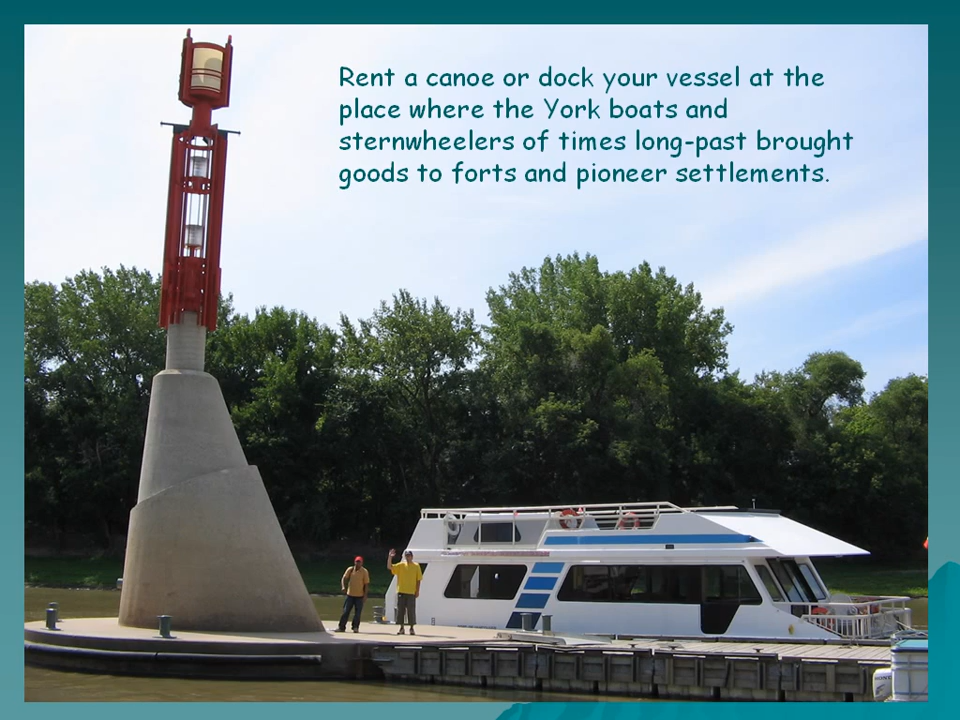 Rent a canoe or dock your vessel at the
place where the York boats and
sternwheelers of times long-past brought
goods to forts and pioneer settlements.